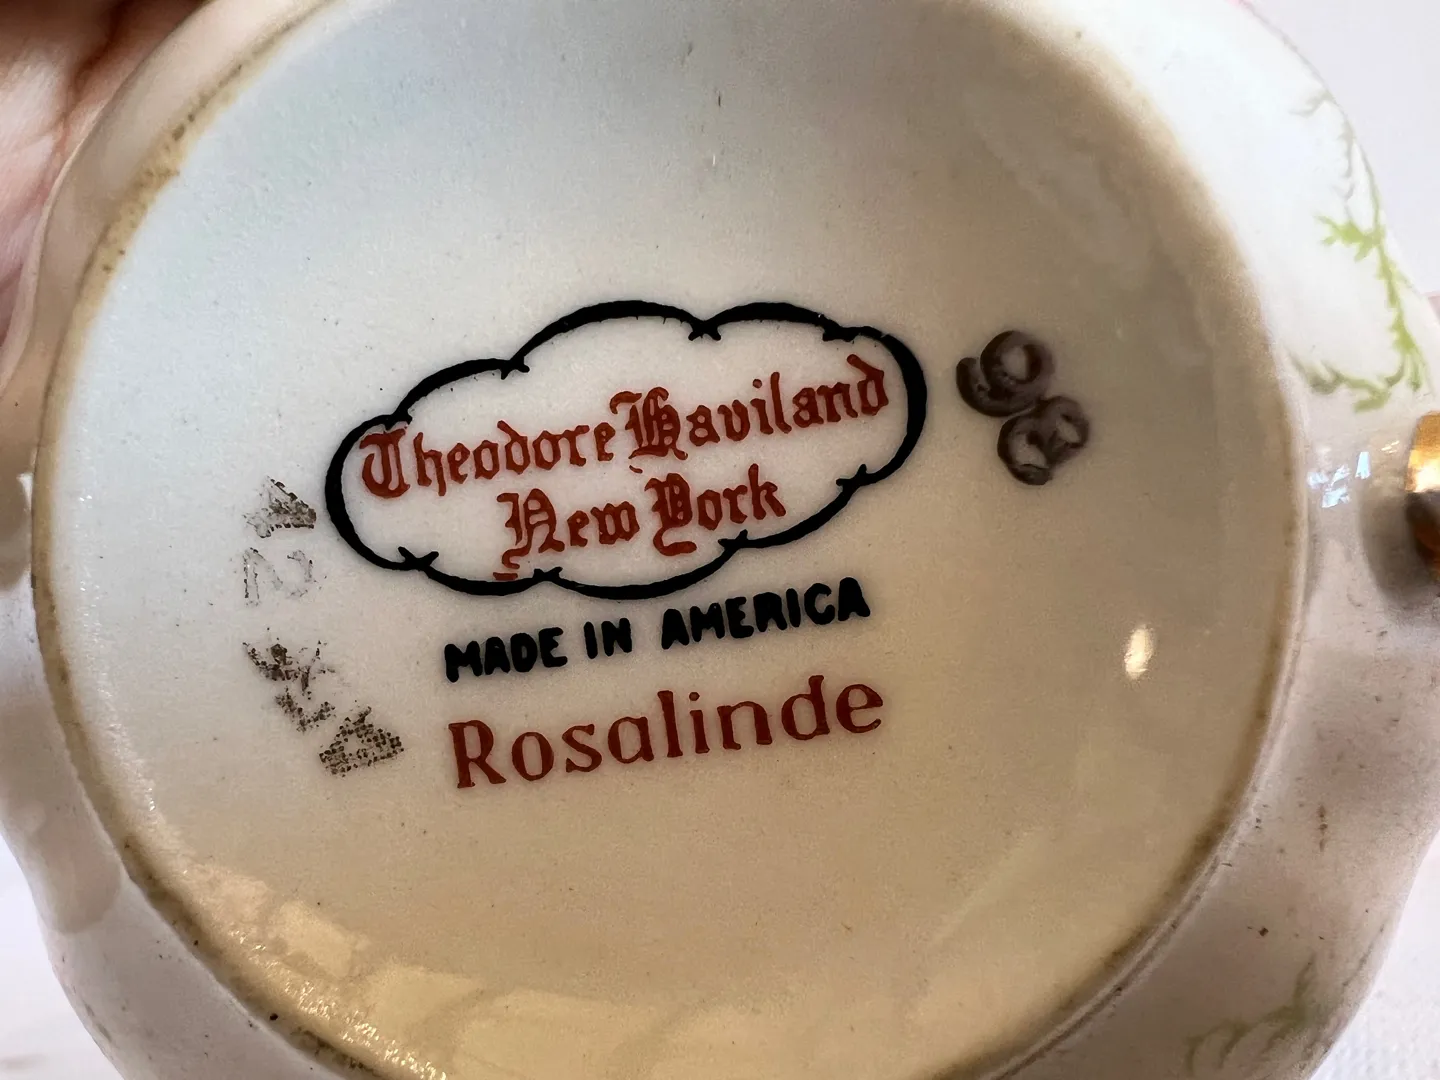 Theodore Haviland
New York
MADE IN AMERICA
Rosalinde